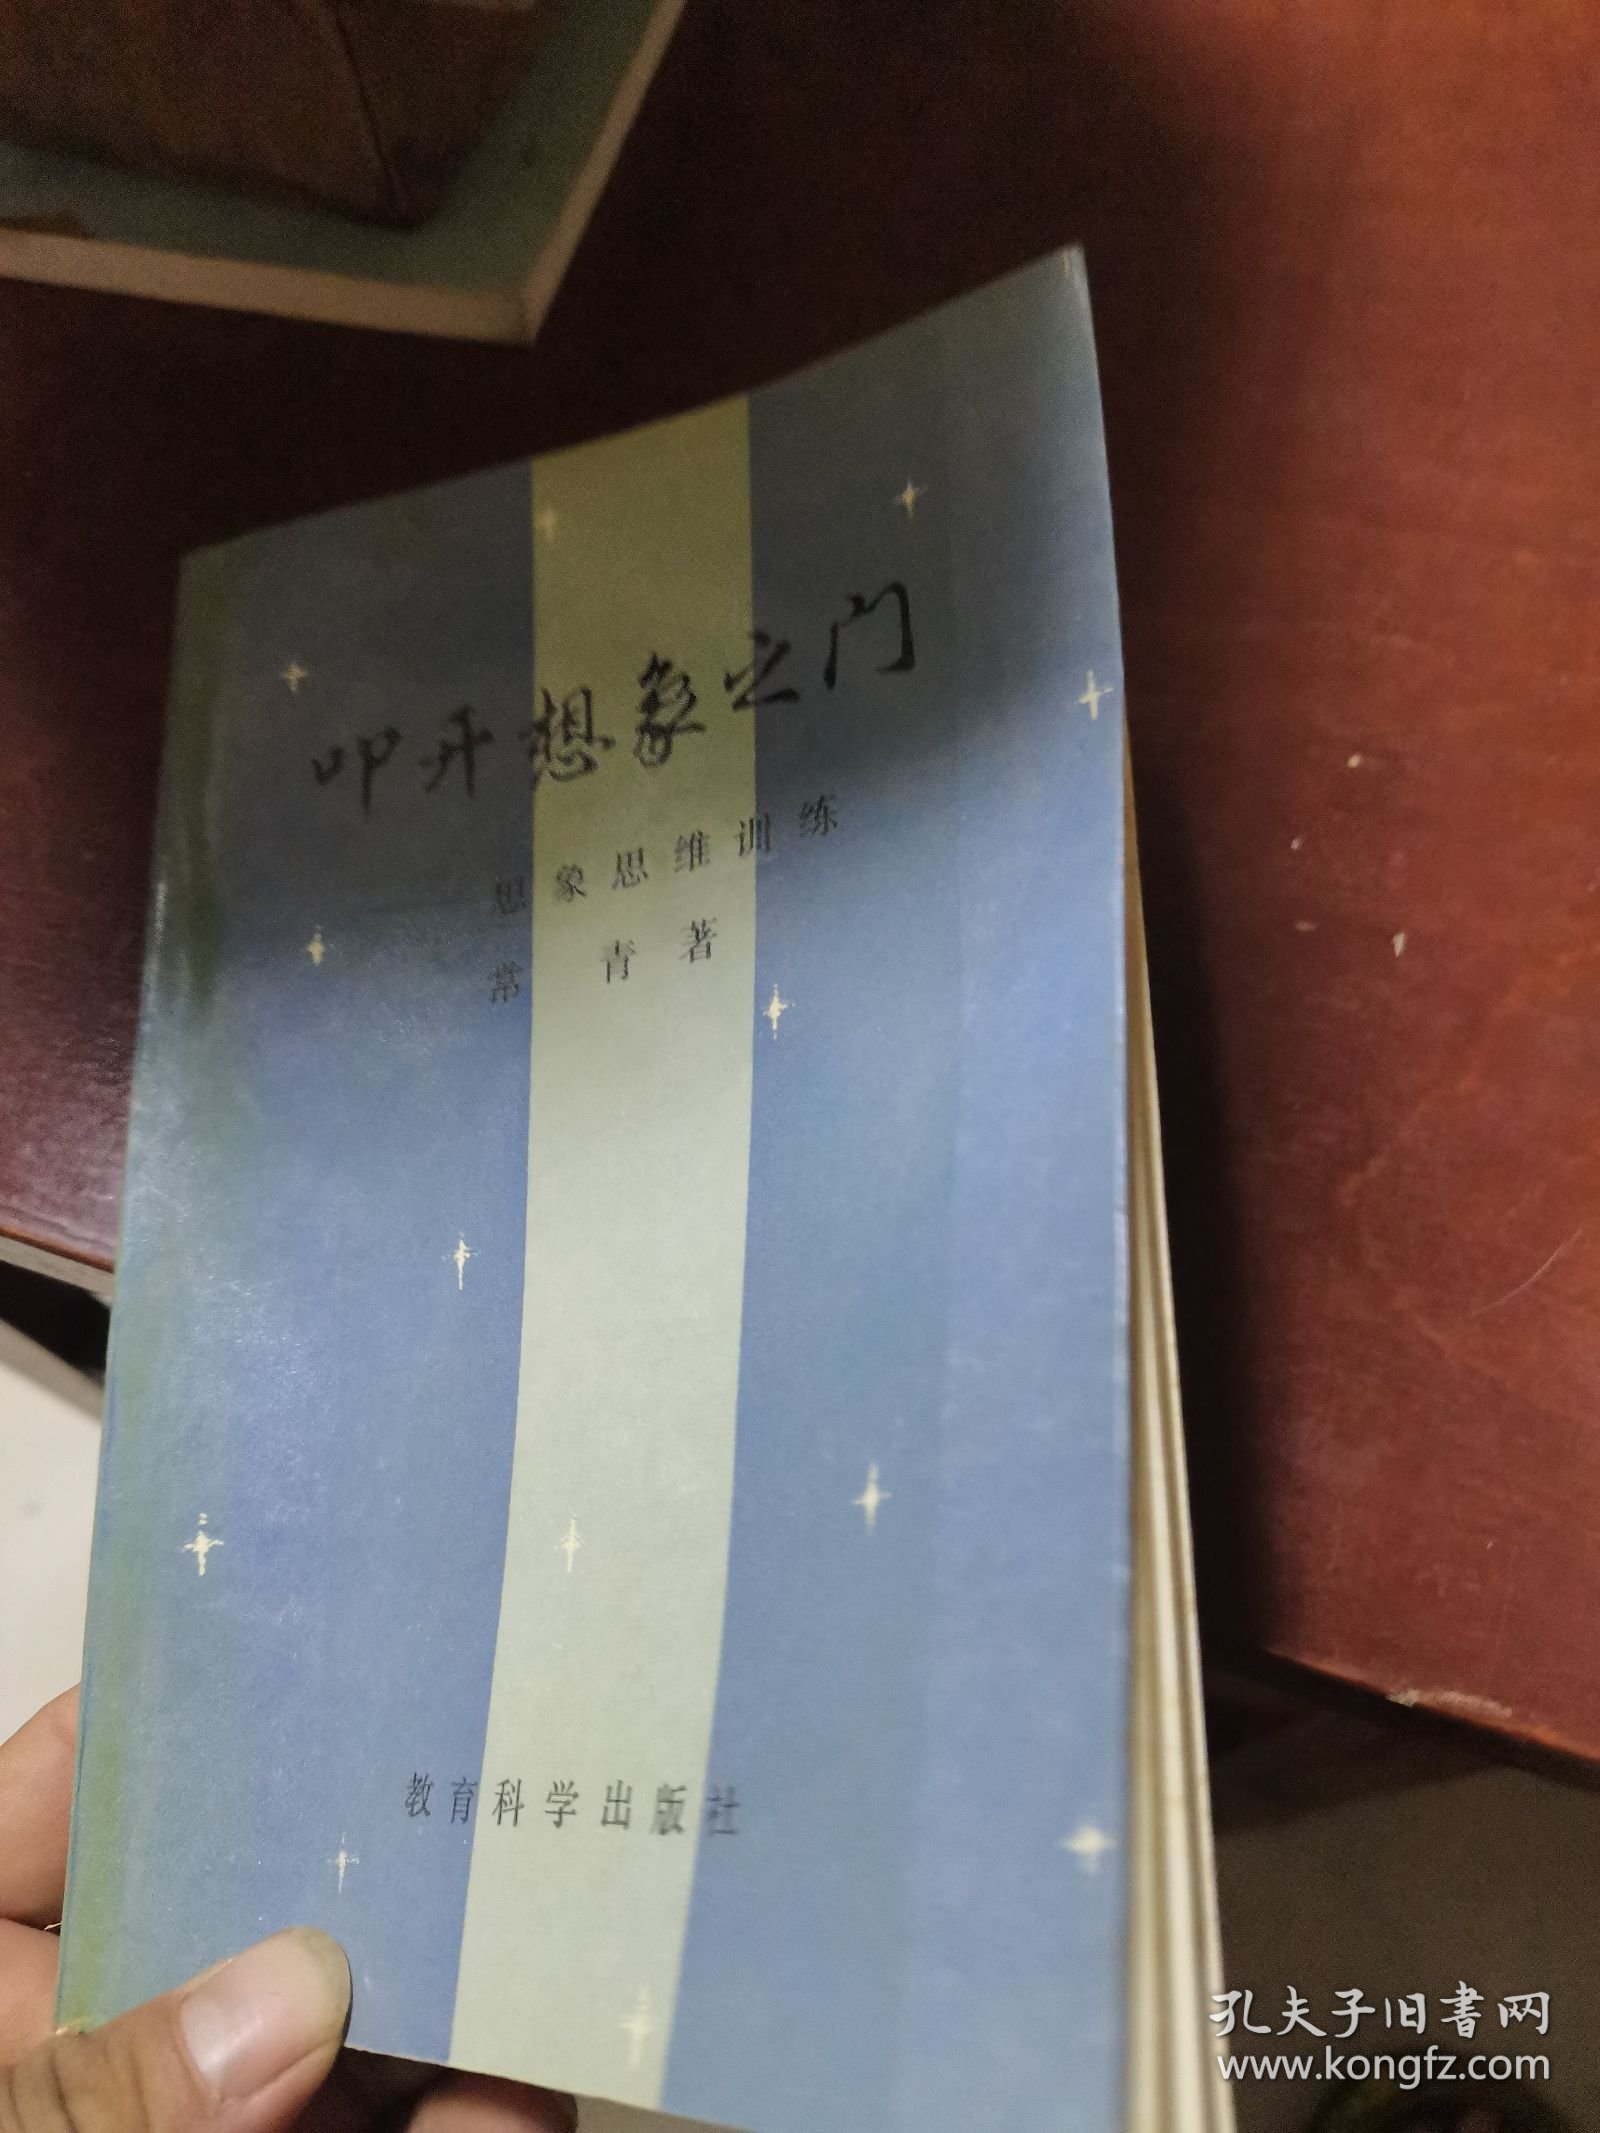 叩开想象之门
想象思维训练
常青著
教育科学出版社
孔夫子旧书网
www.kongfz.com